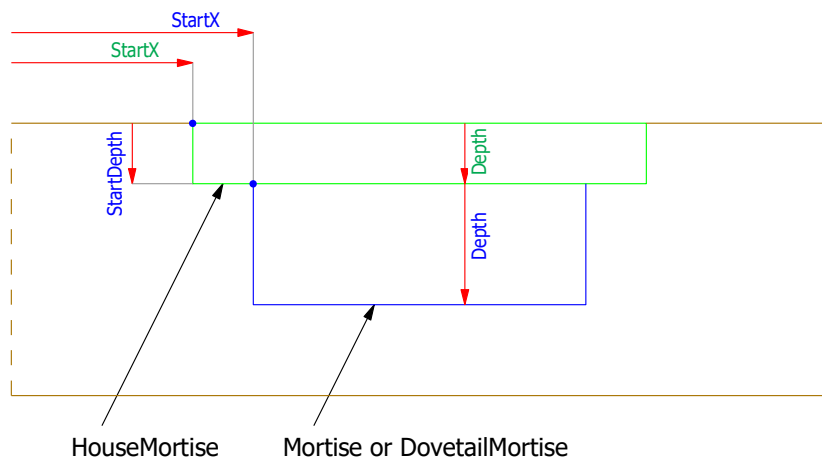 StartX
StartX
StartDepth
Depth
Depth
HouseMortise
Mortise or DovetailMortise